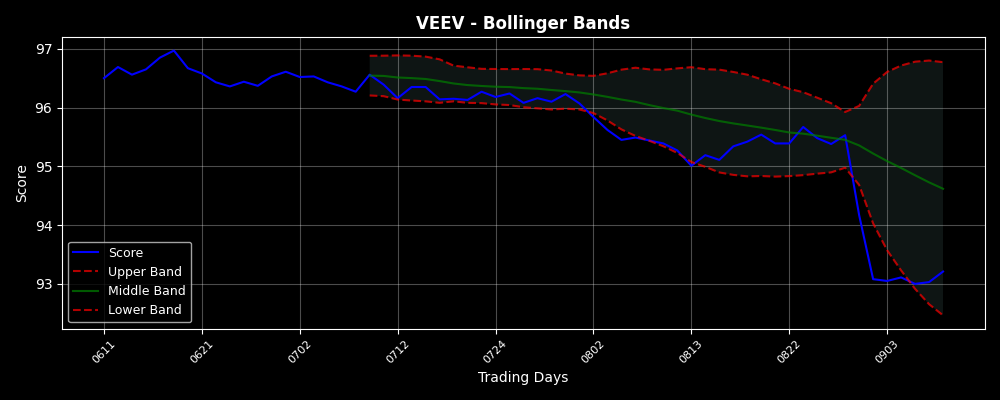 VEEV - Bollinger Bands
Score
97
96
95
94
93
Score
Upper Band
Middle Band
Lower Band
0611
0621
0702
0712
0724
0802
0813
0822
0903
Trading Days